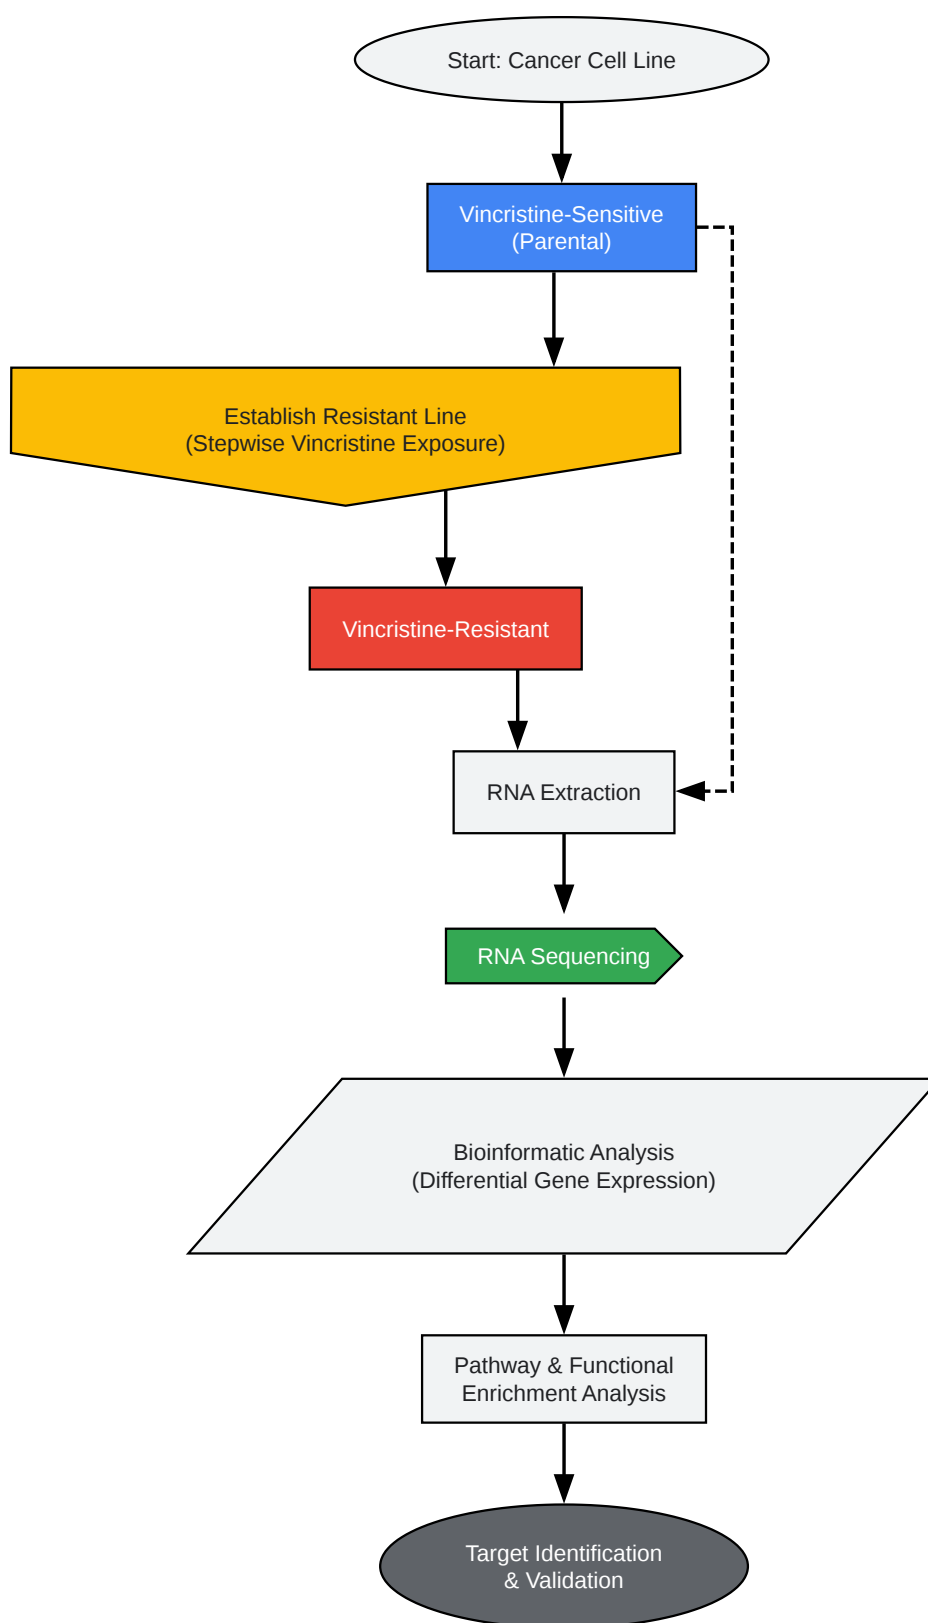 Start: Cancer Cell Line
Vincristine-Sensitive
(Parental)
Establish Resistant Line
(Stepwise Vincristine Exposure)
Vincristine-Resistant
RNA Extraction
RNA Sequencing
Bioinformatic Analysis
(Differential Gene Expression)
Pathway & Functional
Enrichment Analysis
Target Identification
& Validation